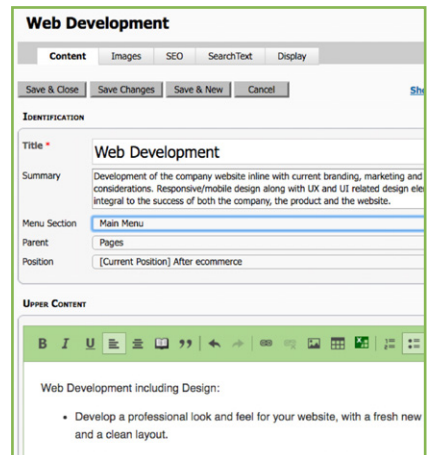 Web Development
Content Images SEO SearchText Display
Save & Close Save Changes Save & New Cancel
IDENTIFICATION
Title * Web Development
Summary Development of the company website inline with current branding, marketing and
considerations. Responsive/mobile design along with UX and UI related design
integral to the success of both the company, the product and the website.
Menu Section Main Menu
Parent Pages
Position [Current Position] After ecommerce
UPPER CONTENT
B I U
Web Development including Design:
• Develop a professional look and feel for your website, with a fresh new
and a clean layout.